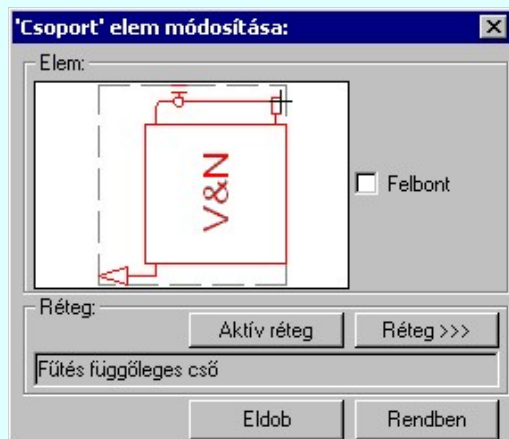 'Csoport' elem módosítása:
Elem:
V&N
Felbont
Réteg:
Aktív réteg
Réteg >>>
Fűtés függőleges cső
Eldob
Rendben